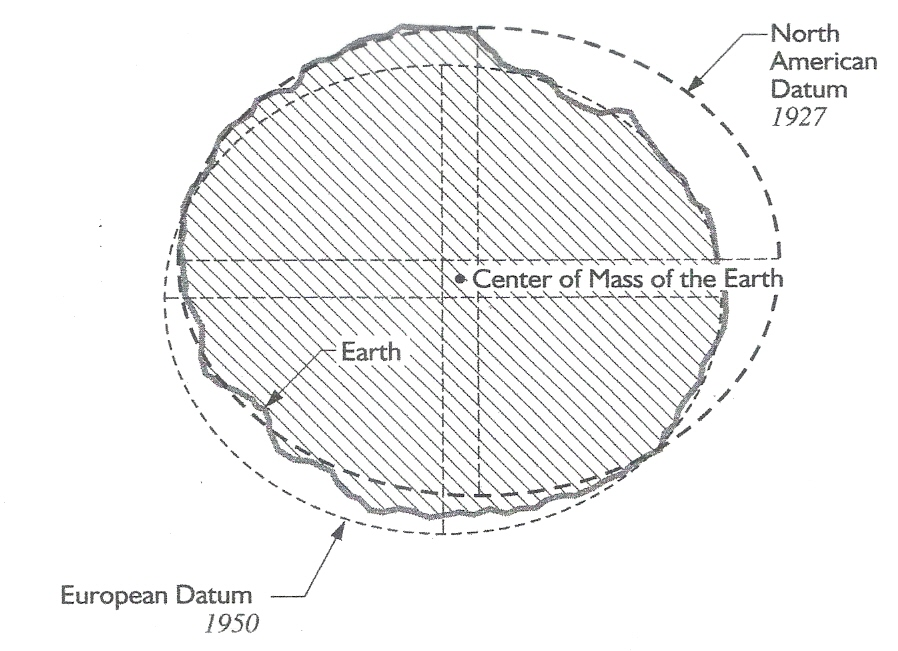 North
American
Datum
1927
Center of Mass of the Earth
Earth
European Datum
1950